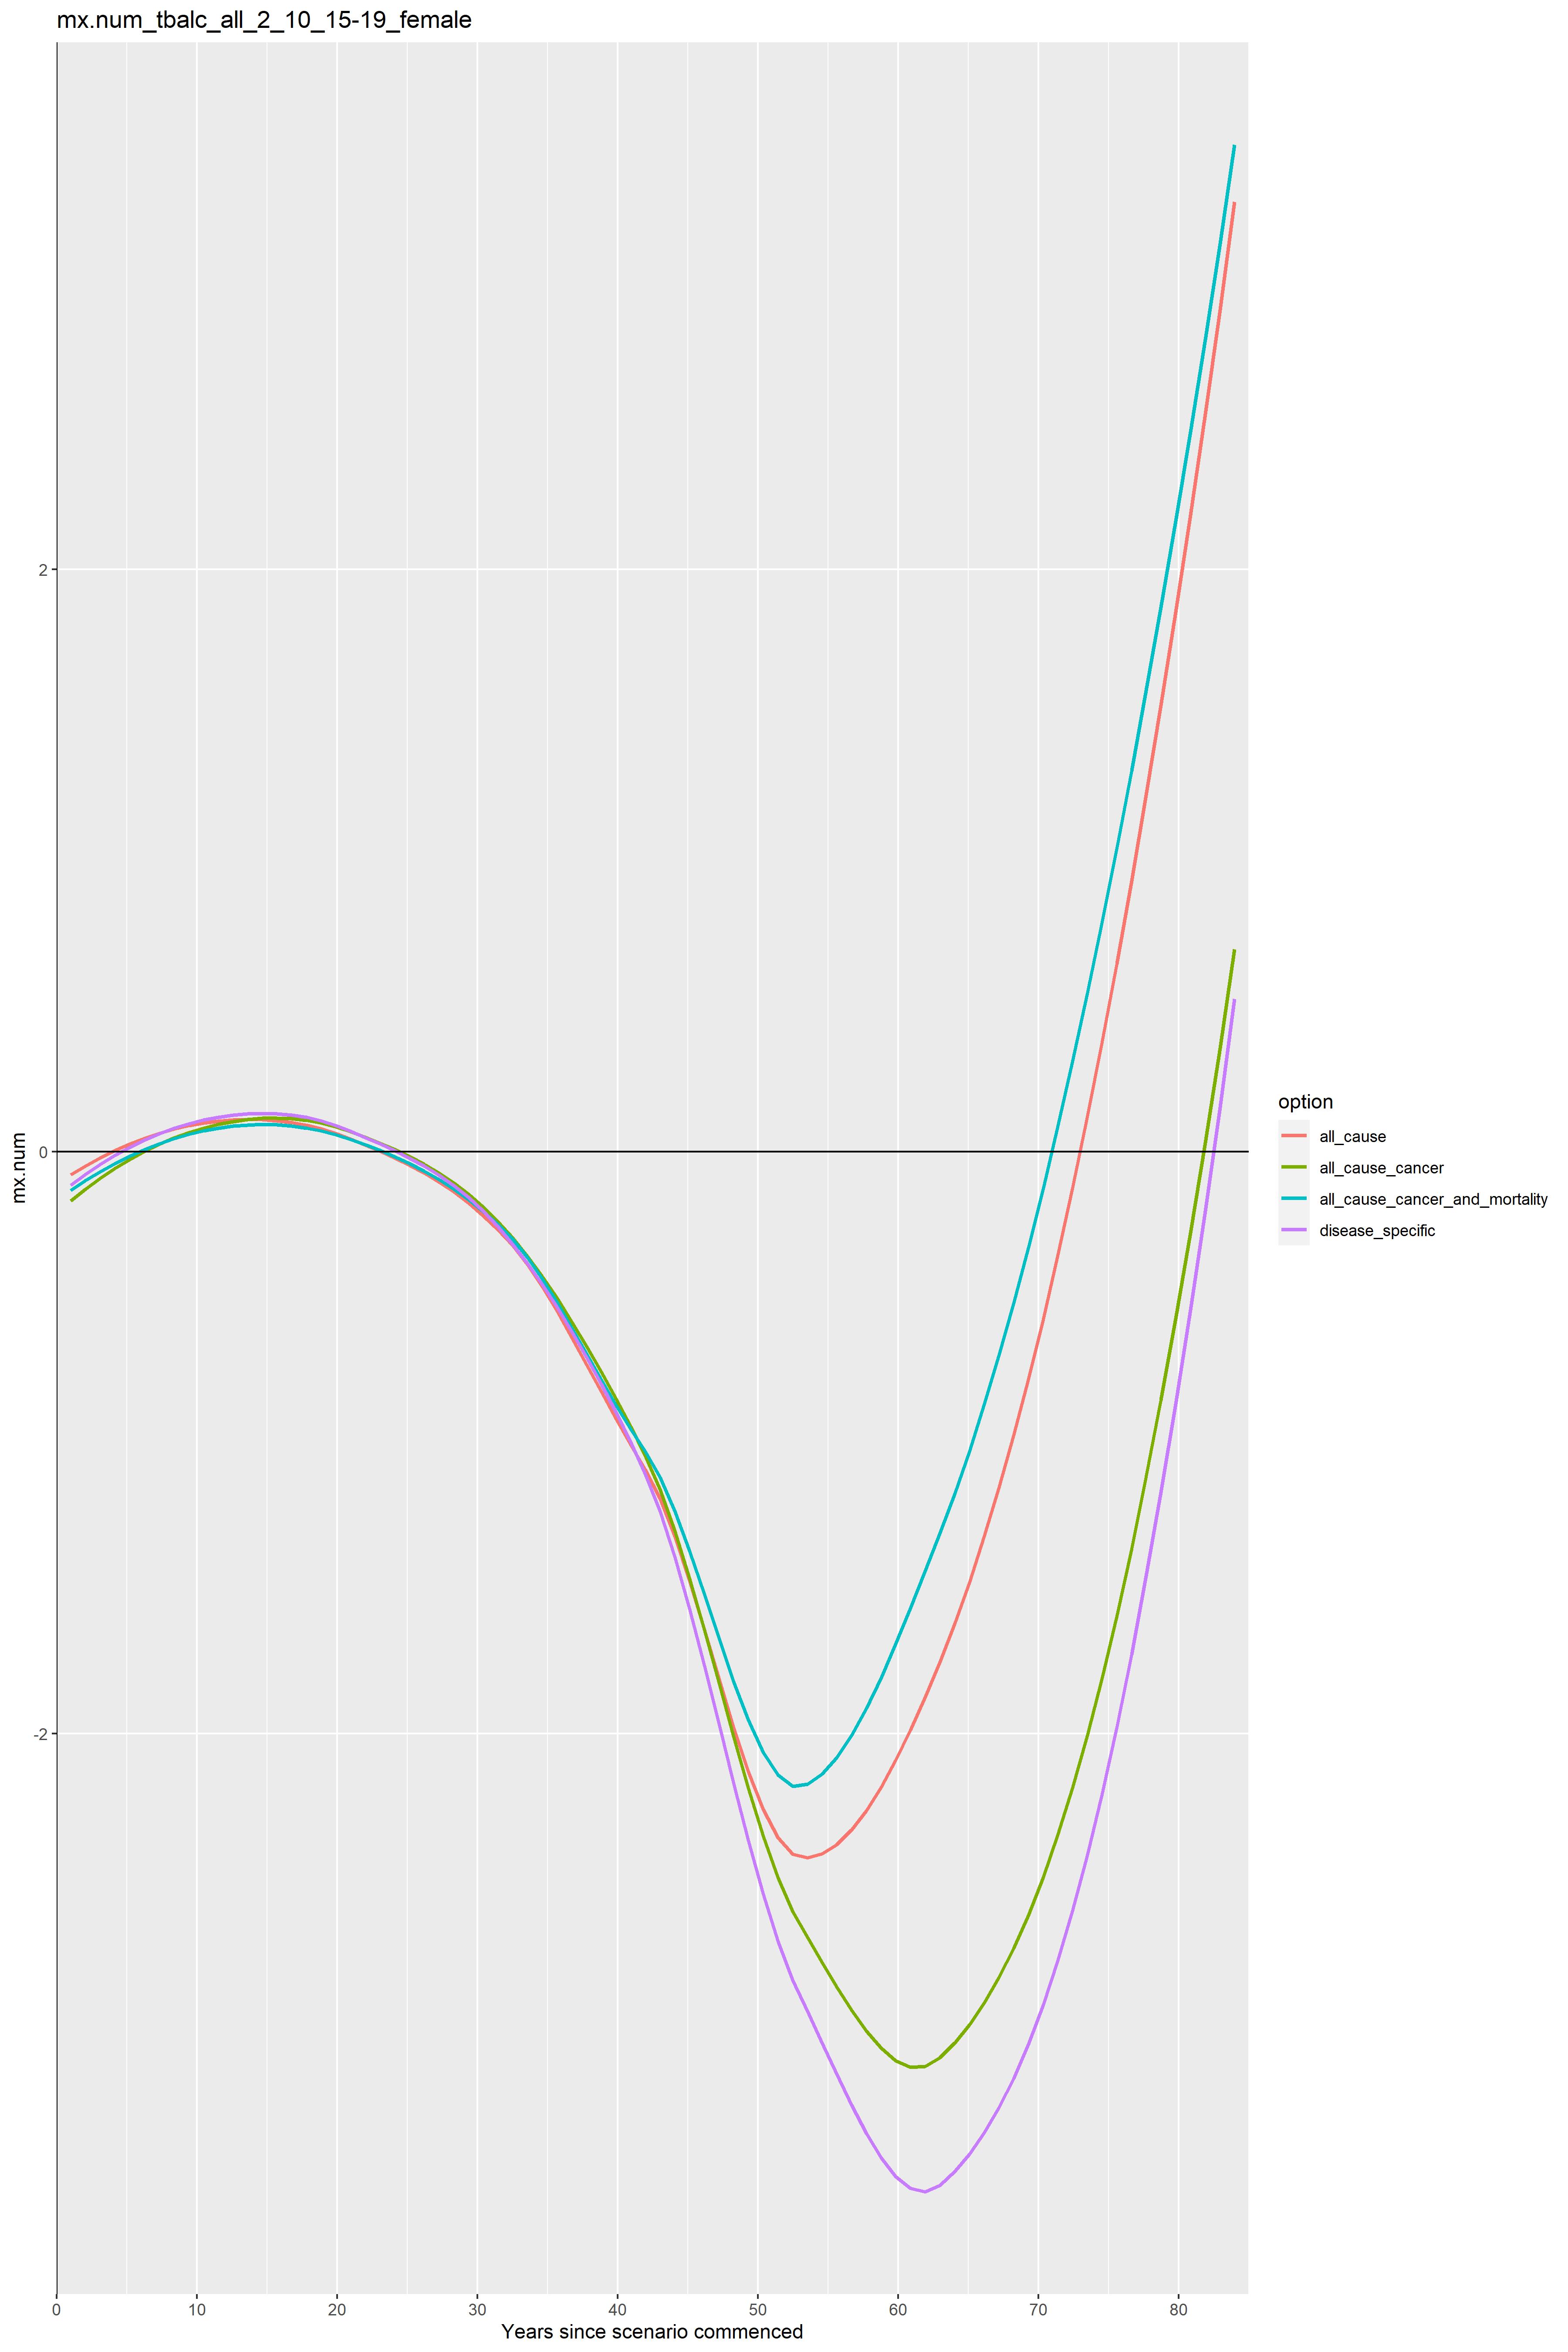 mx.num_tbalc_all_2_10_15-19_female
mx.num
2
0
-2
0 10 20 30 40 50 60 70 80
Years since scenario commenced
option
all_cause
all_cause_cancer
all_cause_cancer_and_mortality
disease_specific